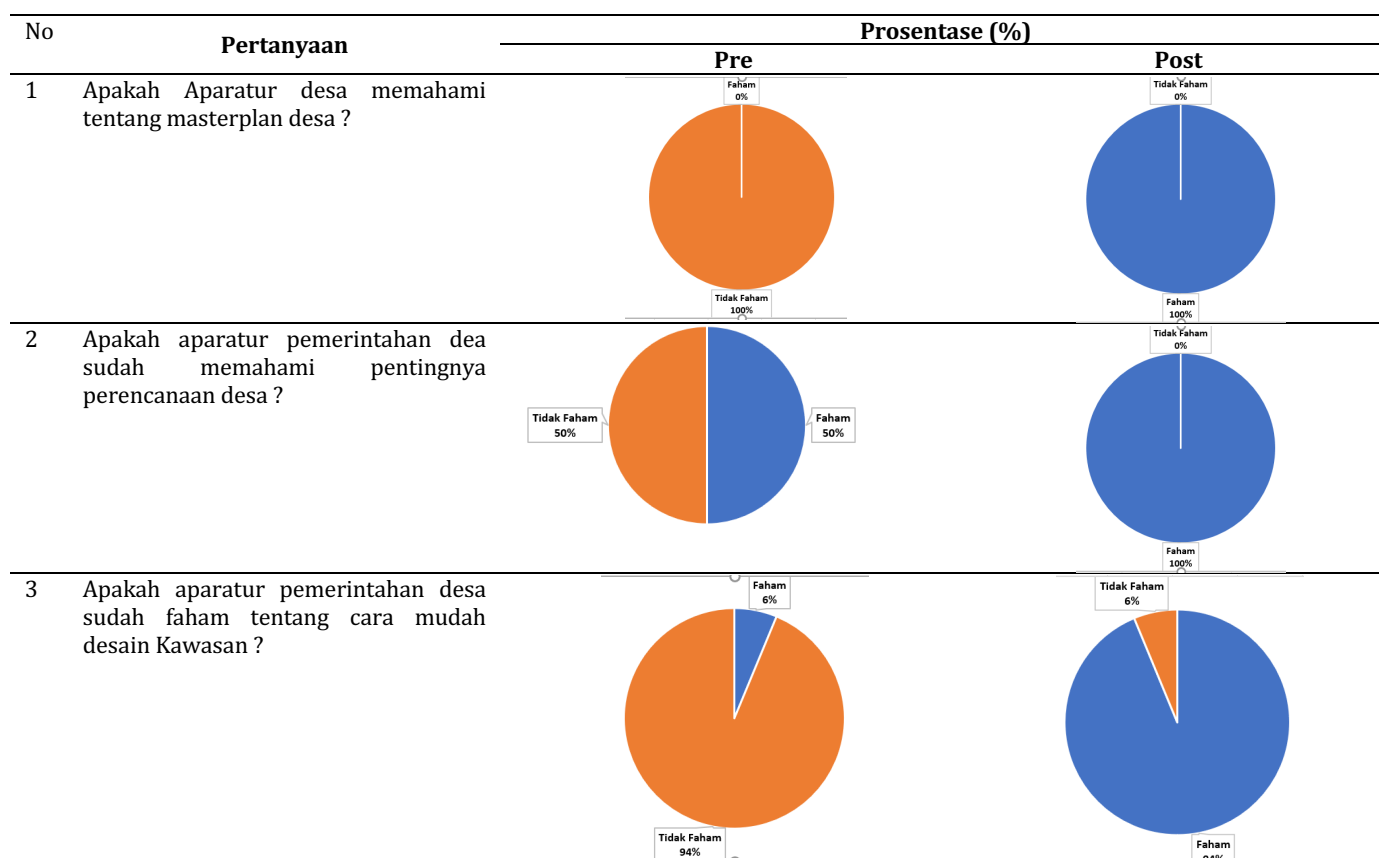 No
Pertanyaan
Prosentase (%)
Pre
Post
1
Apakah Aparatur desa memahami
tentang masterplan desa ?
Faham
0%
Tidak Faham
100%
Tidak Faham
0%
Faham
100%
2
Apakah aparatur pemerintahan dea
sudah memahami pentingnya
perencanaan desa ?
Tidak Faham
50%
Faham
50%
Tidak Faham
0%
Faham
100%
3
Apakah aparatur pemerintahan desa
sudah faham tentang cara mudah
desain Kawasan ?
Faham
6%
Tidak Faham
94%
Tidak Faham
6%
Faham
94%